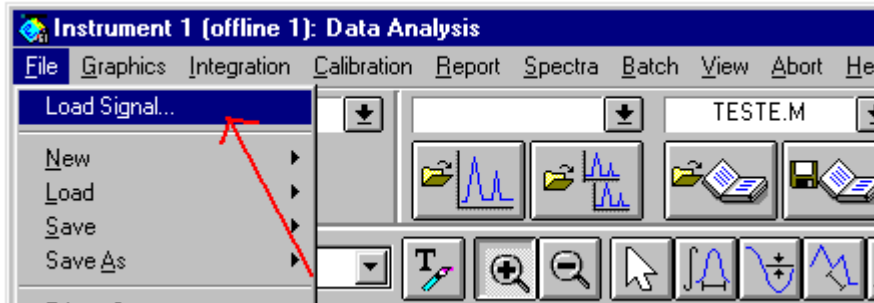 Instrument 1 (offline 1): Data Analysis
File Graphics Integration Calibration Report Spectra Batch View Abort
Load Signal...
TESTE.M
New
Load
Save
Save As
T